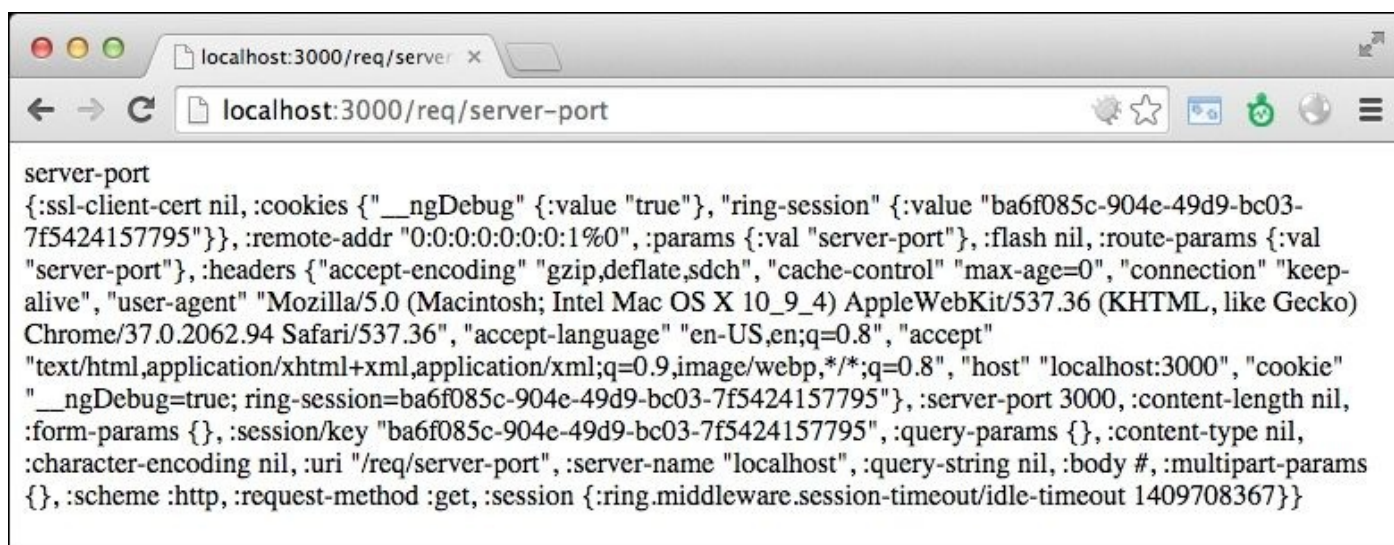 localhost:3000/req/server
localhost:3000/req/server-port
server-port
{:ssl-client-cert nil, :cookies {"__ngDebug" {:value "true"}, "ring-session" {:value "ba6f085c-904e-49d9-bc03-
7f5424157795"}}, :remote-addr "0:0:0:0:0:0:0:1%0", :params {:val "server-port"}, :flash nil, :route-params {:val
"server-port"}, :headers {"accept-encoding" "gzip,deflate,sdch", "cache-control" "max-age=0", "connection" "keep-
alive", "user-agent" "Mozilla/5.0 (Macintosh; Intel Mac OS X 10_9_4) AppleWebKit/537.36 (KHTML, like Gecko)
Chrome/37.0.2062.94 Safari/537.36", "accept-language" "en-US,en;q=0.8", "accept"
"text/html,application/xhtml+xml,application/xml;q=0.9,image/webp,*/*;q=0.8", "host" "localhost:3000", "cookie"
"__ngDebug=true; ring-session=ba6f085c-904e-49d9-bc03-7f5424157795"}, :server-port 3000, :content-length nil,
:form-params {}, :session/key "ba6f085c-904e-49d9-bc03-7f5424157795", :query-params {}, :content-type nil,
:character-encoding nil, :uri "/req/server-port", :server-name "localhost", :query-string nil, :body #, :multipart-params
{}, :scheme :http, :request-method :get, :session {:ring.middleware.session-timeout/idle-timeout 1409708367}}